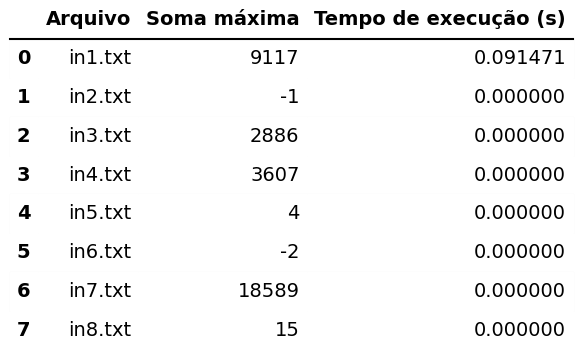 Arquivo Soma máxima Tempo de execução (s)
0 in1.txt 9117 0.091471
1 in2.txt -1 0.000000
2 in3.txt 2886 0.000000
3 in4.txt 3607 0.000000
4 in5.txt 4 0.000000
5 in6.txt -2 0.000000
6 in7.txt 18589 0.000000
7 in8.txt 15 0.000000